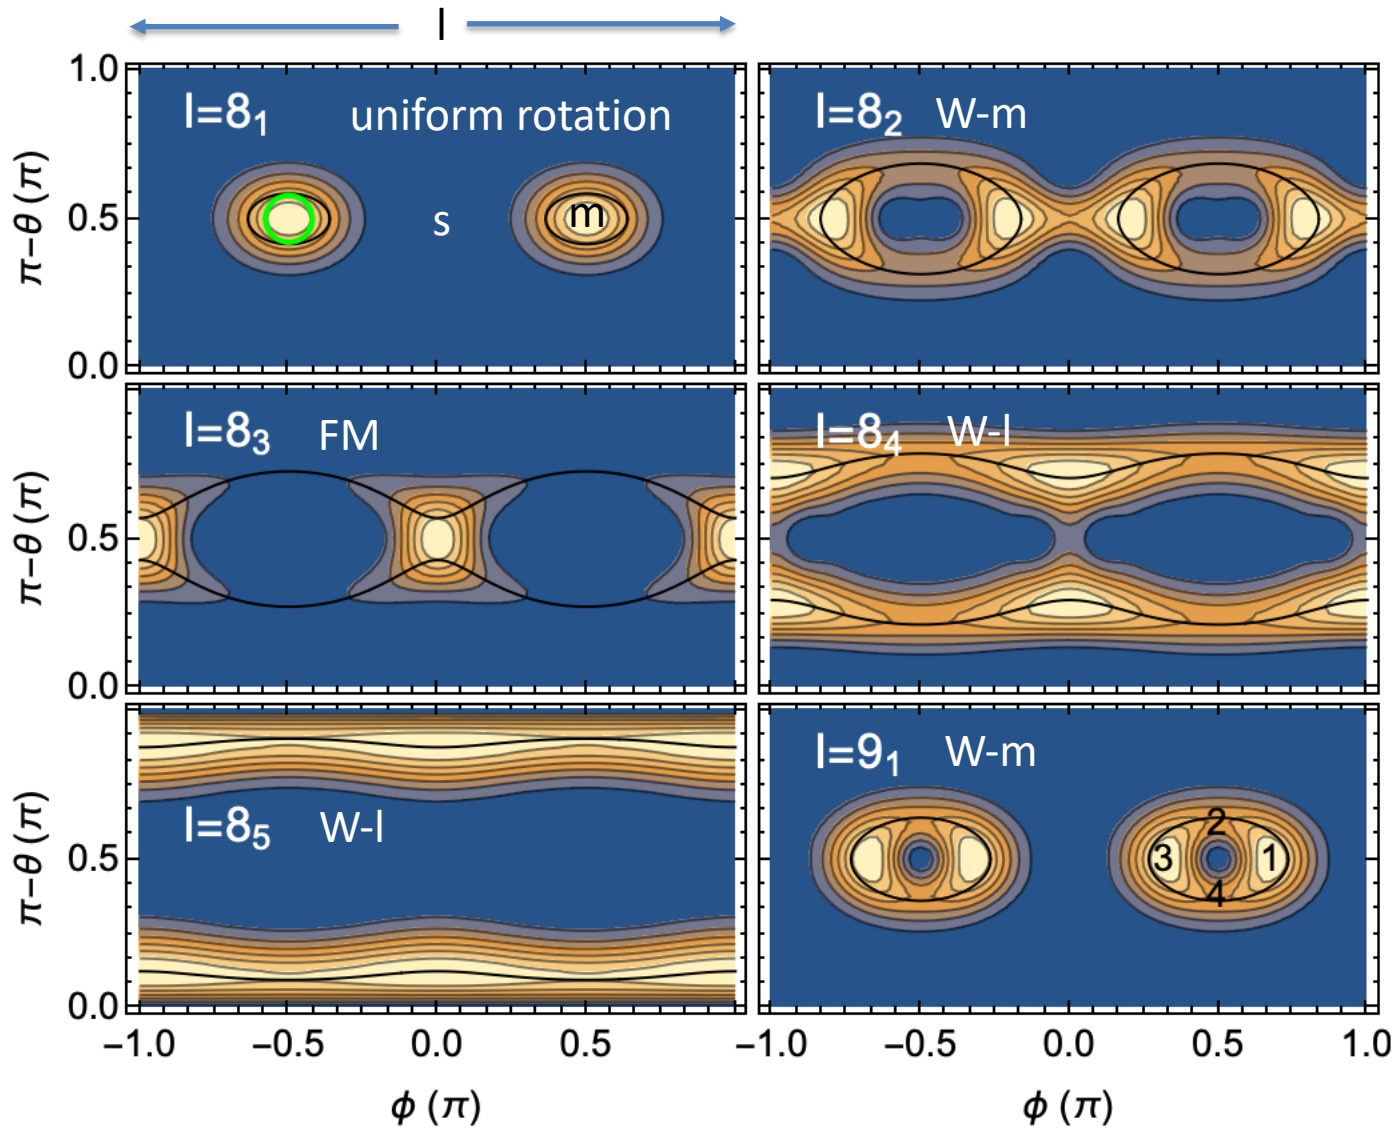 l
I=8₁ uniform rotation
s
m
I=8₂ W-m
1.0
0.5
0.0
π−θ (π)
I=8₃ FM
I=8₄ W-l
0.5
0.0
π−θ (π)
I=8₅ W-l
I=9₁ W-m
2
3
1
4
0.5
0.0
π−θ (π)
−1.0 −0.5 0.0 0.5 −1.0 −0.5 0.0 0.5 1.0
ϕ (π) ϕ (π)